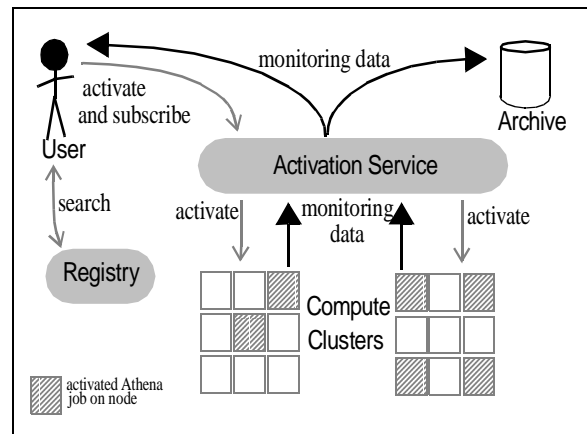 monitoring data
activate
and subscribe
User
Archive
Activation Service
search
activate
monitoring
data
activate
Registry
Compute
Clusters
activated Athena
job on node